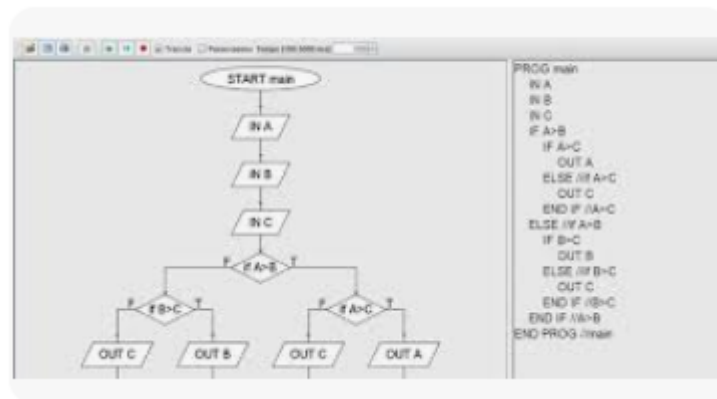 START main
IN A
IN B
IN C
F if A>B T
F if B>C T
F if A>C T
OUT C
OUT B
OUT C
OUT A
PROG main
IN A
IN B
IN C
IF A>B
IF A>C
OUT A
ELSE //if A>C
OUT C
END IF //A>C
ELSE //if A>B
IF B>C
OUT B
ELSE //if B>C
OUT C
END IF //B>C
END IF //A>B
END PROG //main